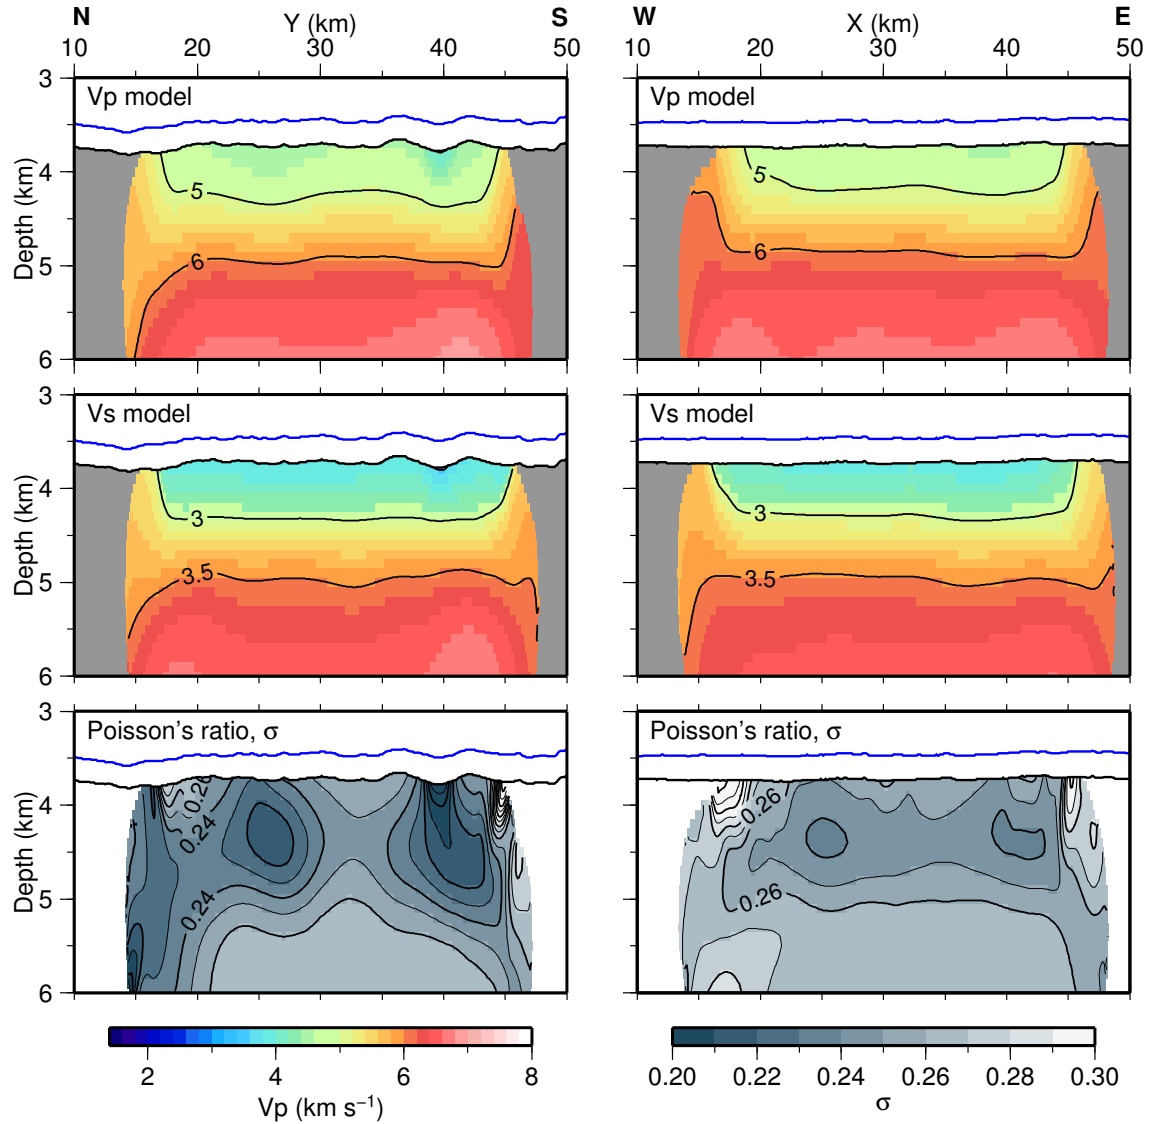 N Y (km) S W X (km) E
10 20 30 40 50 10 20 30 40 50
3 Vp model Vp model
4
5 5
Depth (km)
6 6
5
6
3 Vs model Vs model
4
3 3
Depth (km)
3.5 3.5
5
6
3 Poisson's ratio, σ Poisson's ratio, σ
0.26 0.26
4
0.24
Depth (km)
5 0.24 0.26
6
2 4 6 8 0.20 0.22 0.24 0.26 0.28 0.30
Vp (km s⁻¹) σ